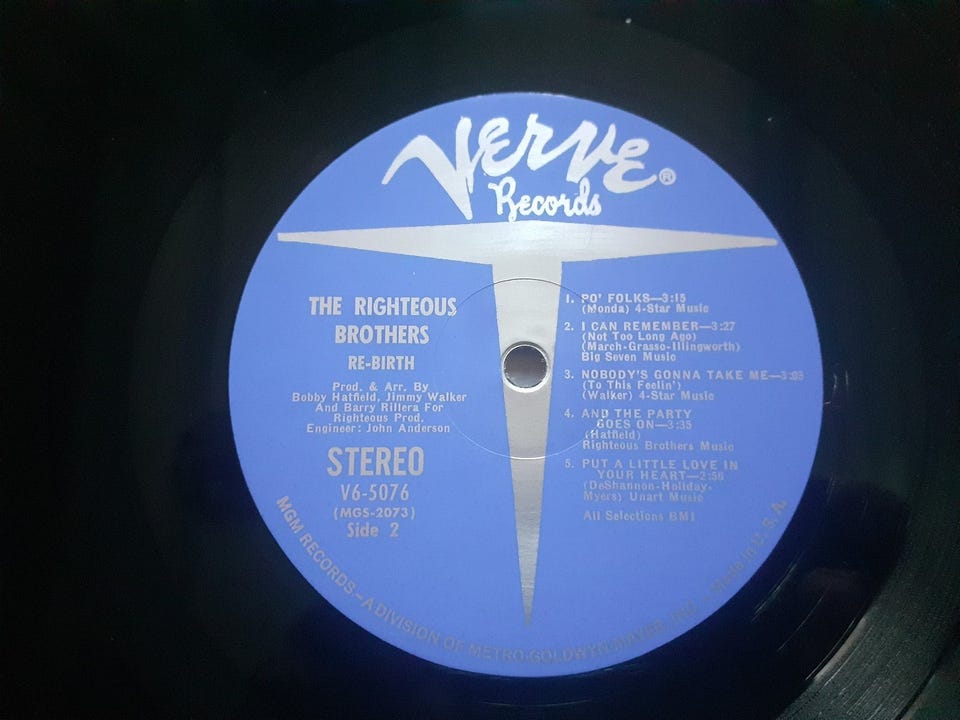 Verve®
Records
THE RIGHTEOUS
BROTHERS
RE-BIRTH
Prod. & Arr. By
Bobby Hatfield, Jimmy Walker
And Barry Rillera For
Righteous Prod.
Engineer: John Anderson
STEREO
V6-5076
(MGS-2073)
Side 2
1. PO' FOLKS—3:15
(Monda) 4-Star Music
2. I CAN REMEMBER—3:27
(Not Too Long Ago)
(March-Grasso-Illingworth)
Big Seven Music
3. NOBODY'S GONNA TAKE ME—3:03
(To This Feelin')
(Walker) 4-Star Music
4. AND THE PARTY
GOES ON—3:35
(Hatfield)
Righteous Brothers Music
5. PUT A LITTLE LOVE IN
YOUR HEART—2:56
(DeShannon-Holiday-
Myers) Unart Music
All Selections BMI
MGM RECORDS—A DIVISION OF METRO-GOLDWYN-MAYER, INC.—Made in U.S.A.